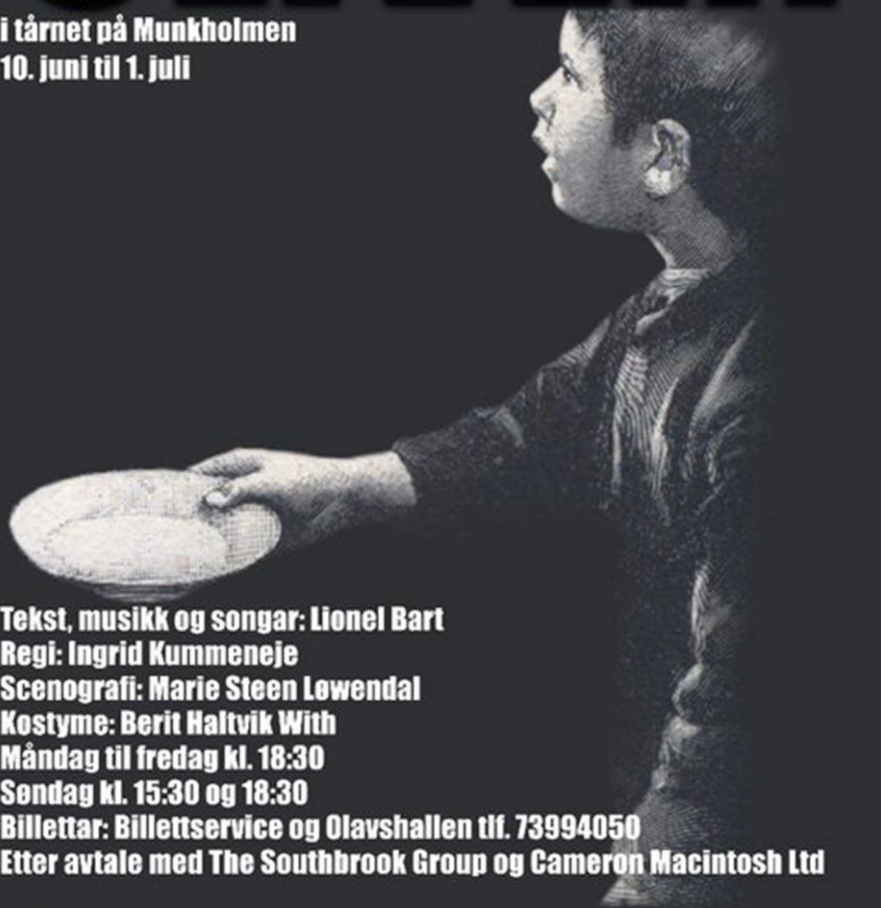 i tårnet på Munkholmen
10. juni til 1. juli
Tekst, musikk og songar: Lionel Bart
Regi: Ingrid Kummeneje
Scenografi: Marie Steen Løwendal
Kostyme: Berit Haltvik With
Måndag til fredag kl. 18:30
Søndag kl. 15:30 og 18:30
Billettar: Billettservice og Olavshallen tlf. 73994050
Etter avtale med The Southbrook Group og Cameron Macintosh Ltd